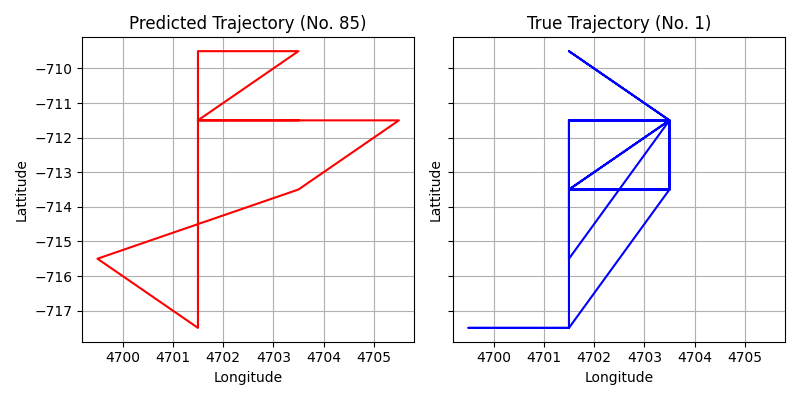 Predicted Trajectory (No. 85)
−710
−711
−712
−713
−714
−715
−716
−717
Lattitude
4700 4701 4702 4703 4704 4705
Longitude
True Trajectory (No. 1)
Lattitude
4700 4701 4702 4703 4704 4705
Longitude